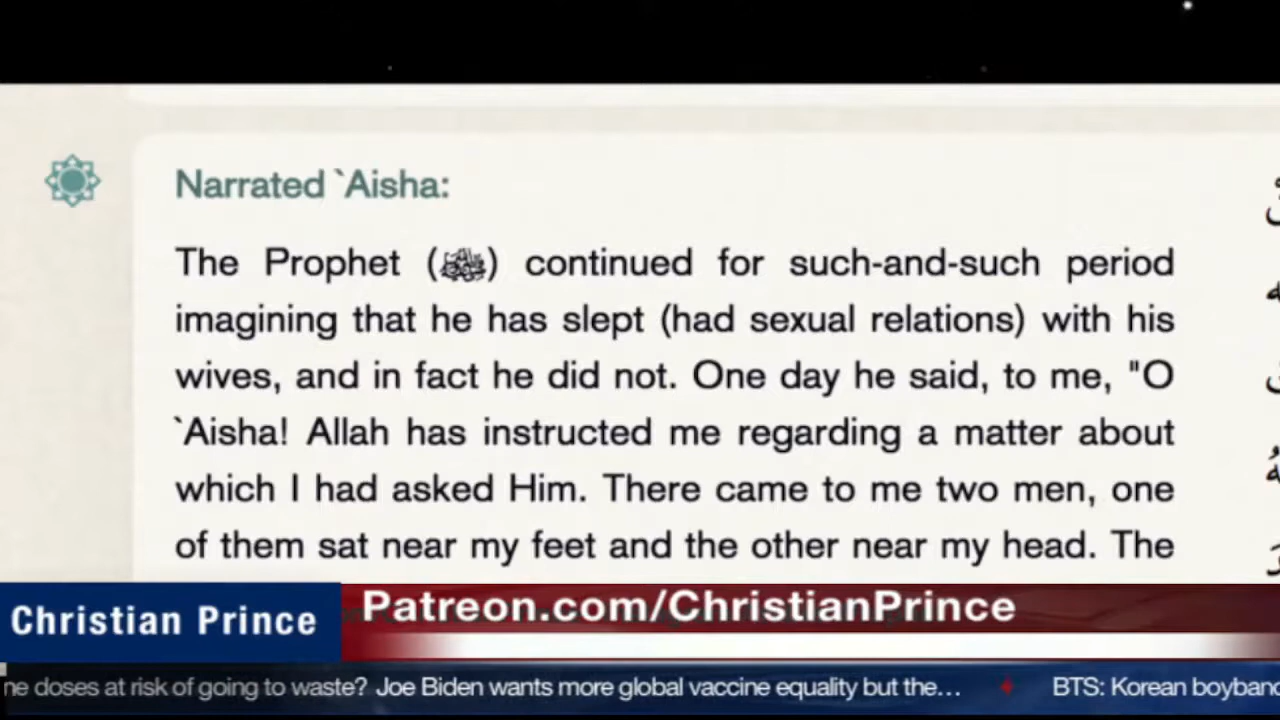 Narrated `Aisha:
The Prophet (ﷺ) continued for such-and-such period
imagining that he has slept (had sexual relations) with his
wives, and in fact he did not. One day he said, to me, "O
`Aisha! Allah has instructed me regarding a matter about
which I had asked Him. There came to me two men, one
of them sat near my feet and the other near my head. The
Christian Prince
Patreon.com/ChristianPrince
ne doses at risk of going to waste? Joe Biden wants more global vaccine equality but the... BTS: Korean boyband